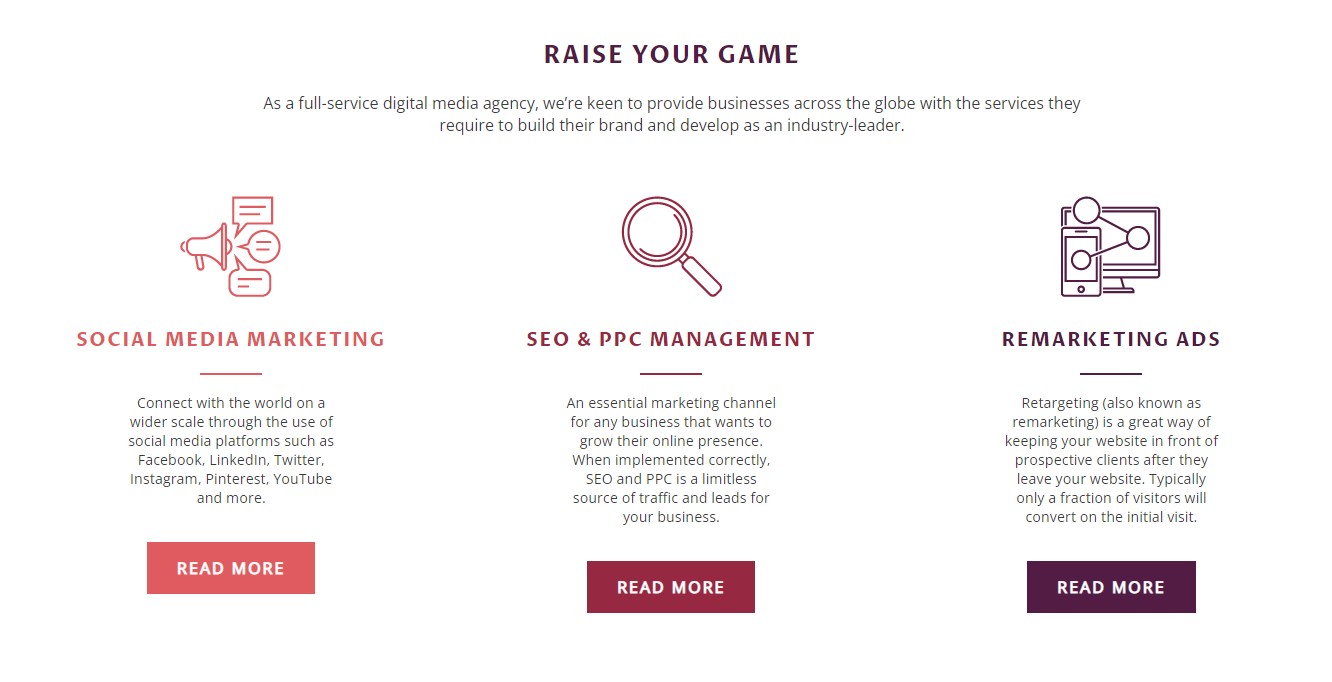 RAISE YOUR GAME
As a full-service digital media agency, we’re keen to provide businesses across the globe with the services they
require to build their brand and develop as an industry-leader.
SOCIAL MEDIA MARKETING
Connect with the world on a
wider scale through the use of
social media platforms such as
Facebook, LinkedIn, Twitter,
Instagram, Pinterest, YouTube
and more.
READ MORE
SEO & PPC MANAGEMENT
An essential marketing channel
for any business that wants to
grow their online presence.
When implemented correctly,
SEO and PPC is a limitless
source of traffic and leads for
your business.
READ MORE
REMARKETING ADS
Retargeting (also known as
remarketing) is a great way of
keeping your website in front of
prospective clients after they
leave your website. Typically
only a fraction of visitors will
convert on the initial visit.
READ MORE